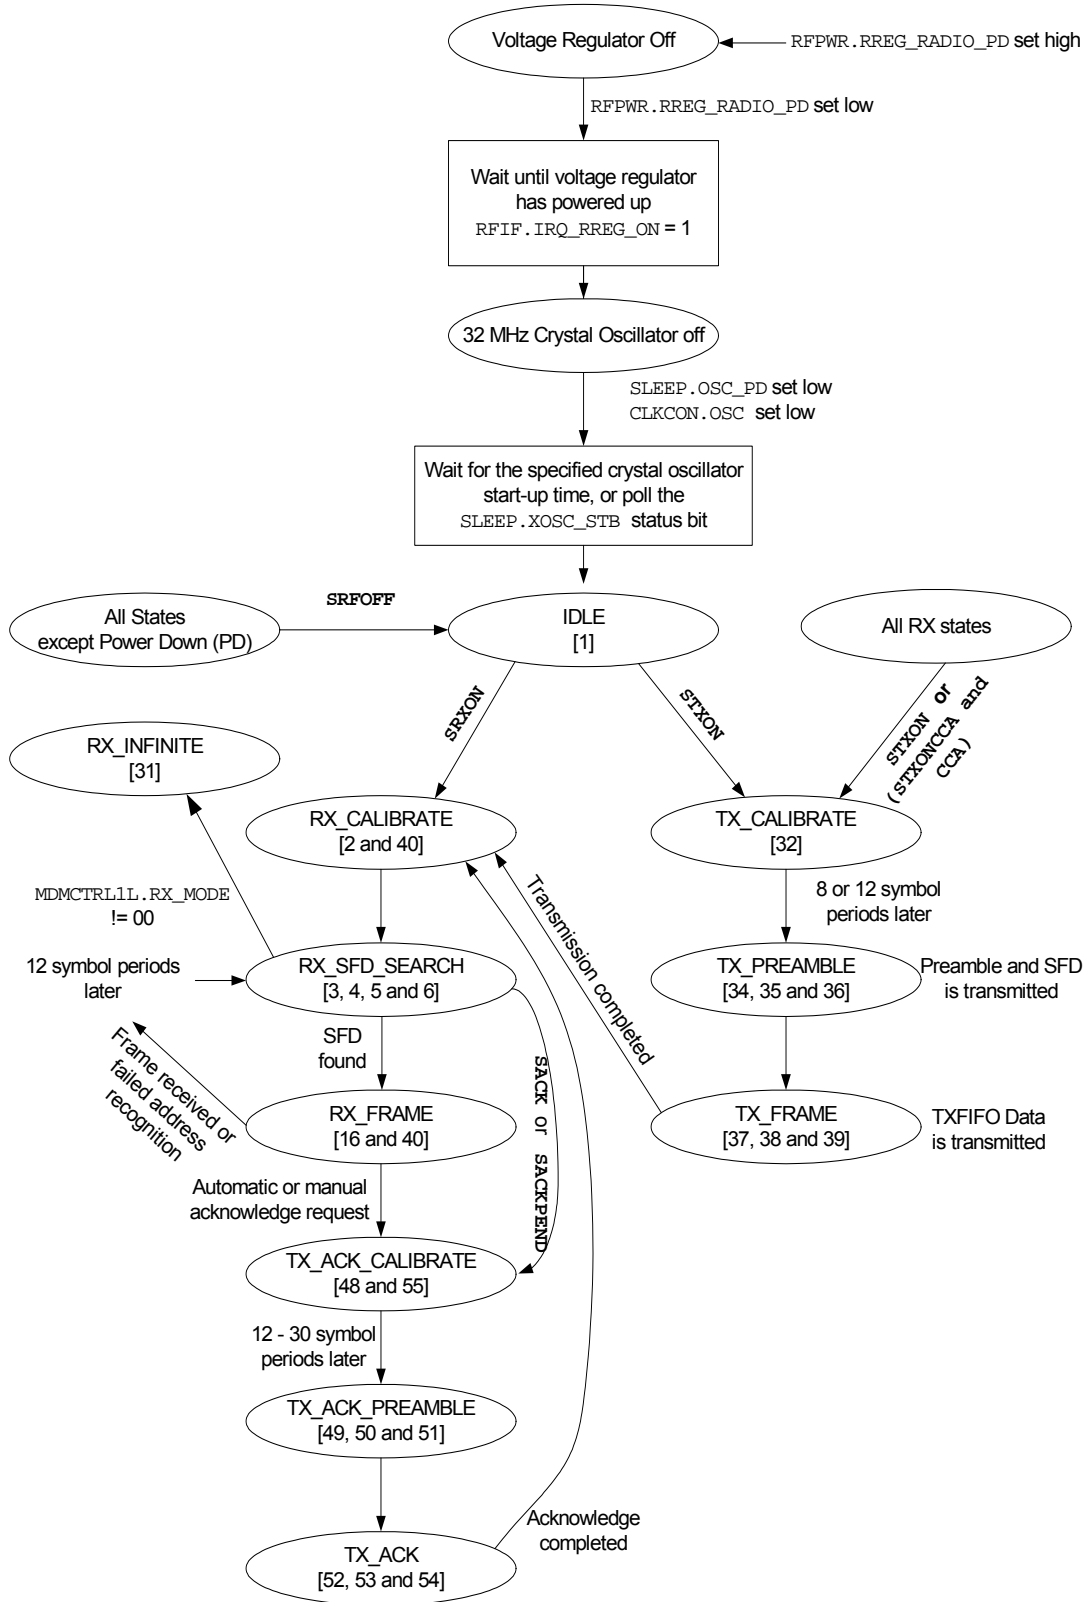 Voltage Regulator Off
RFPWR.RREG_RADIO_PD set high
RFPWR.RREG_RADIO_PD set low
Wait until voltage regulator
has powered up
RFIF.IRQ_RREG_ON = 1
32 MHz Crystal Oscillator off
SLEEP.OSC_PD set low
CLKCON.OSC set low
Wait for the specified crystal oscillator
start-up time, or poll the
SLEEP.XOSC_STB status bit
All States
except Power Down (PD)
SRFOFF
IDLE
[1]
All RX states
SRXON
STXON
STXON or
(STXONCCA and
CCA)
RX_INFINITE
[31]
RX_CALIBRATE
[2 and 40]
TX_CALIBRATE
[32]
MDMCTRL1L.RX_MODE
!= 00
Transmission completed
8 or 12 symbol
periods later
12 symbol periods
later
RX_SFD_SEARCH
[3, 4, 5 and 6]
TX_PREAMBLE
[34, 35 and 36]
Preamble and SFD
is transmitted
SFD
found
Frame received or
failed address
recognition
SACK or SACKPEND
RX_FRAME
[16 and 40]
TX_FRAME
[37, 38 and 39]
TXFIFO Data
is transmitted
Automatic or manual
acknowledge request
TX_ACK_CALIBRATE
[48 and 55]
12 - 30 symbol
periods later
TX_ACK_PREAMBLE
[49, 50 and 51]
Acknowledge
completed
TX_ACK
[52, 53 and 54]